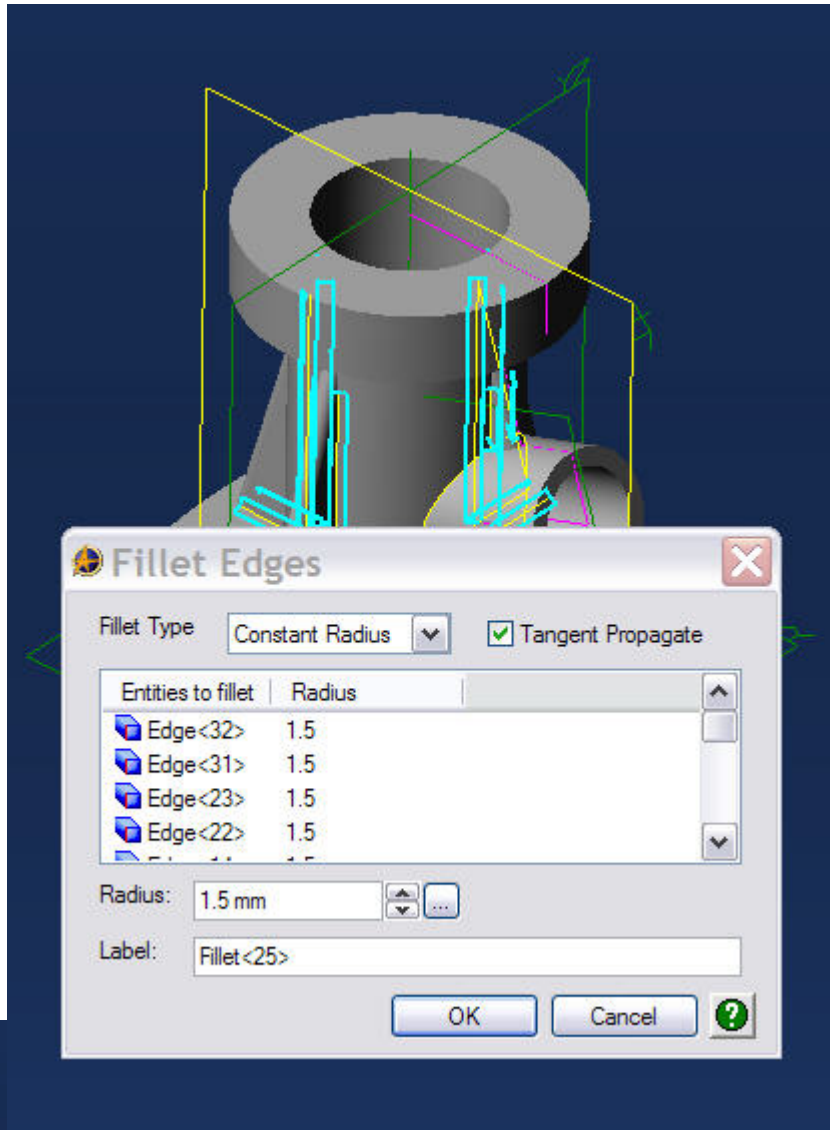 Fillet Edges
Fillet Type Constant Radius Tangent Propagate
Entities to fillet Radius
Edge<32> 1.5
Edge<31> 1.5
Edge<23> 1.5
Edge<22> 1.5
Radius: 1.5 mm ...
Label: Fillet<25>
OK Cancel ?